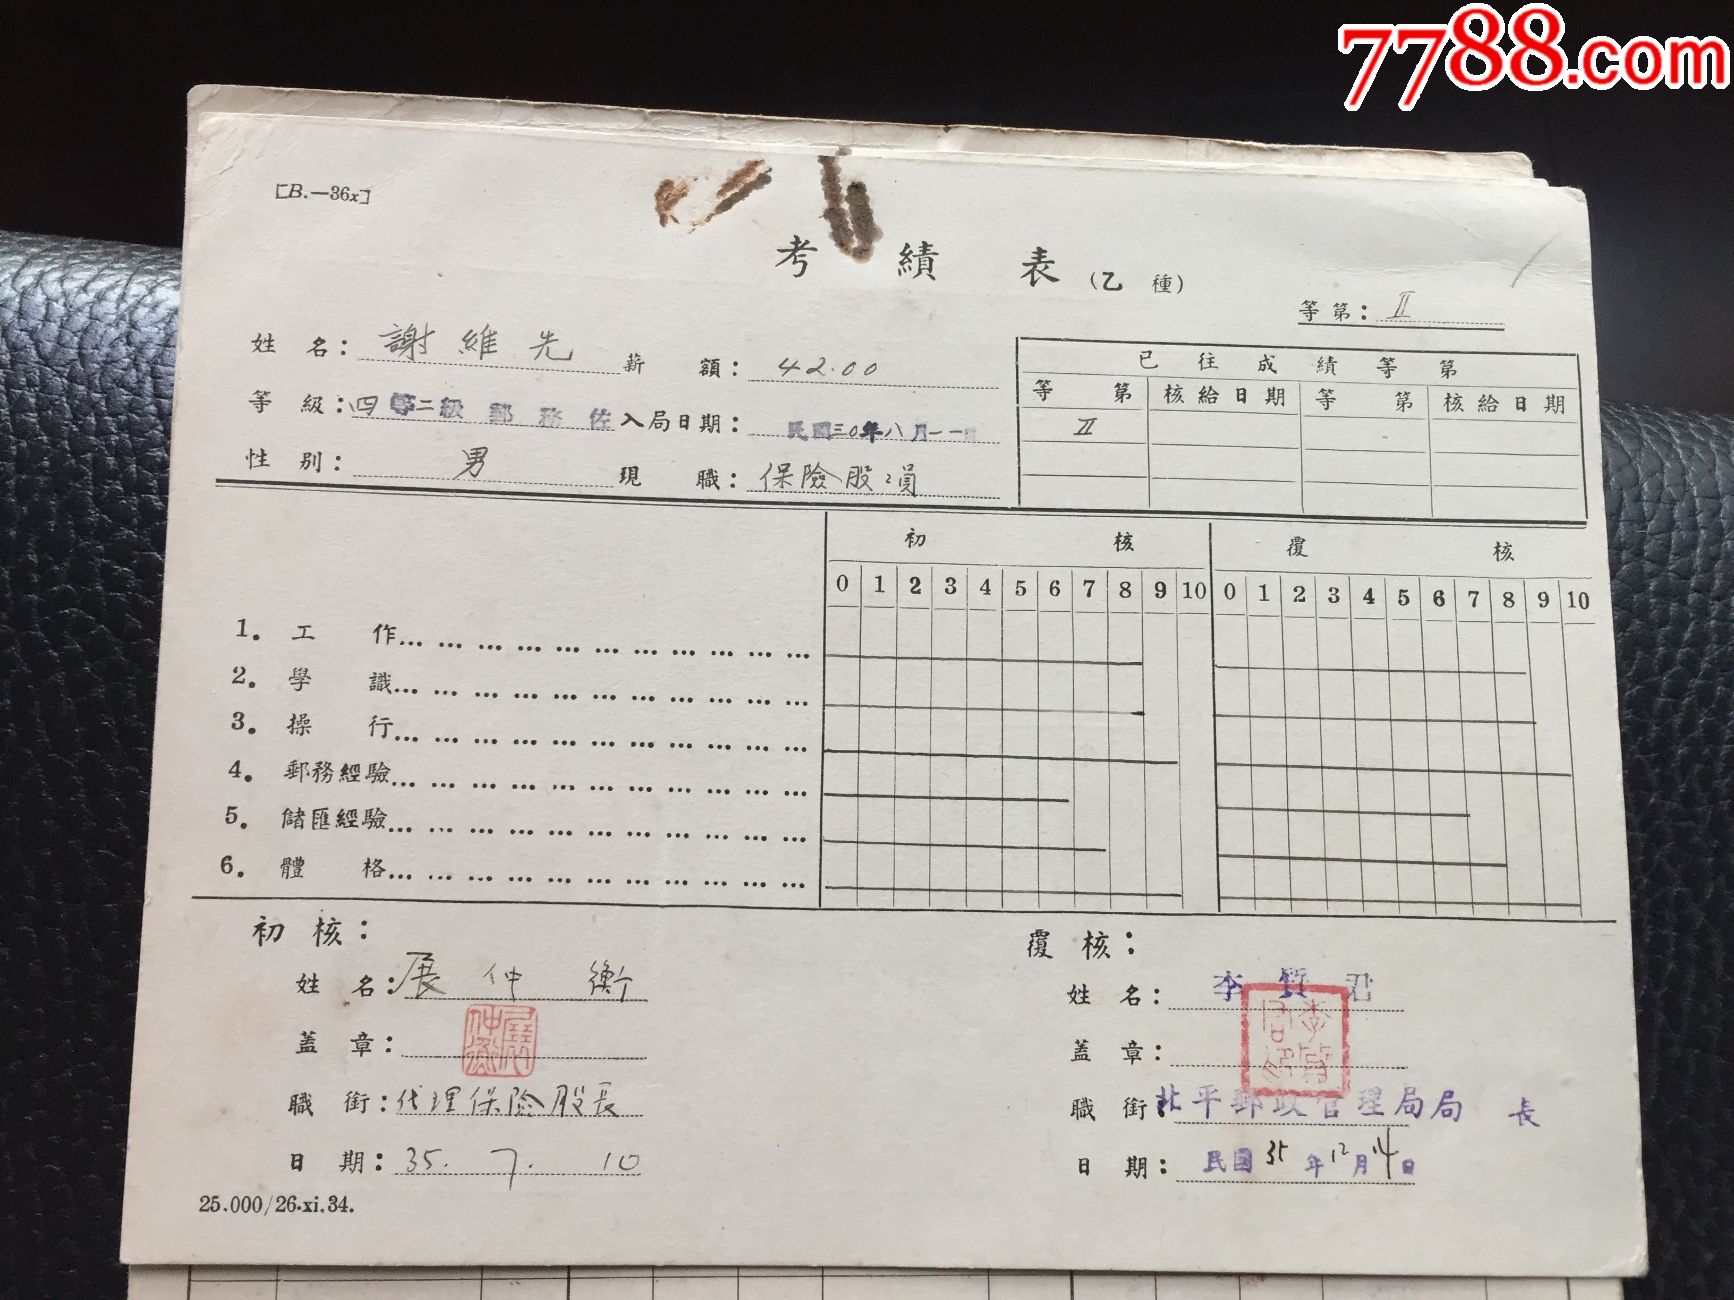 7788.com
[B.—36x]
考績表(乙種)
等第：II
姓名：謝維先 薪額：42.00
等級：四等二級郵務佐 入局日期：民國三0年八月一一日
性別：男 現職：保險股員
已往成績等第
等第 核給日期 等第 核給日期
II
初核 覆核
0 1 2 3 4 5 6 7 8 9 10 0 1 2 3 4 5 6 7 8 9 10
1. 工作
2. 學識
3. 操行
4. 郵務經驗
5. 儲匯經驗
6. 體格
初核：
姓名：展仲衡
蓋章：
職銜：代理保險股長
日期：35. 7. 10
25.000/26.xi.34.
覆核：
姓名：李賢君
蓋章：
職銜：北平郵政管理局局長
日期：民國35年12月14日